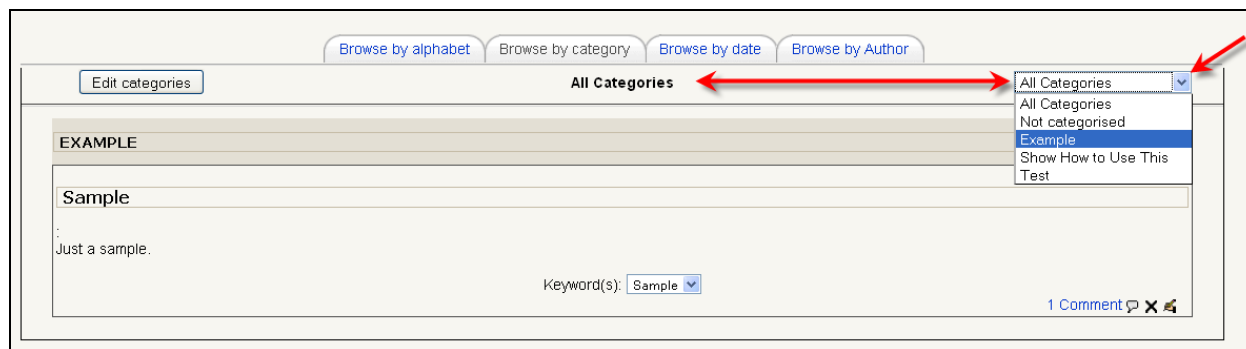 Browse by alphabet Browse by category Browse by date Browse by Author
Edit categories All Categories All Categories
All Categories
Not categorised
Example
Show How to Use This
Test
EXAMPLE
Sample
:
Just a sample.
Keyword(s): Sample
1 Comment